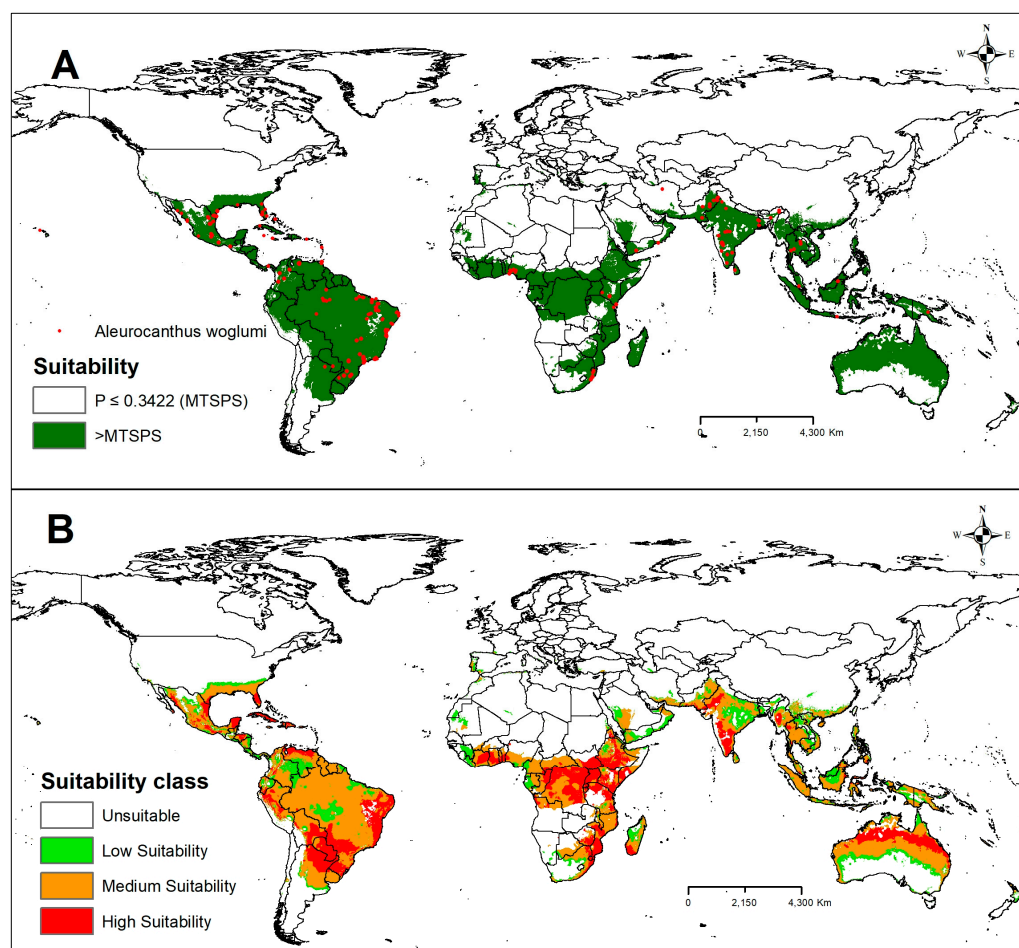 A
N
W E
S
Aleurocanthus woglumi
Suitability
P ≤ 0.3422 (MTSPS)
>MTSPS
0 2,150 4,300 Km
B
N
W E
S
Suitability class
Unsuitable
Low Suitability
Medium Suitability
High Suitability
0 2,150 4,300 Km